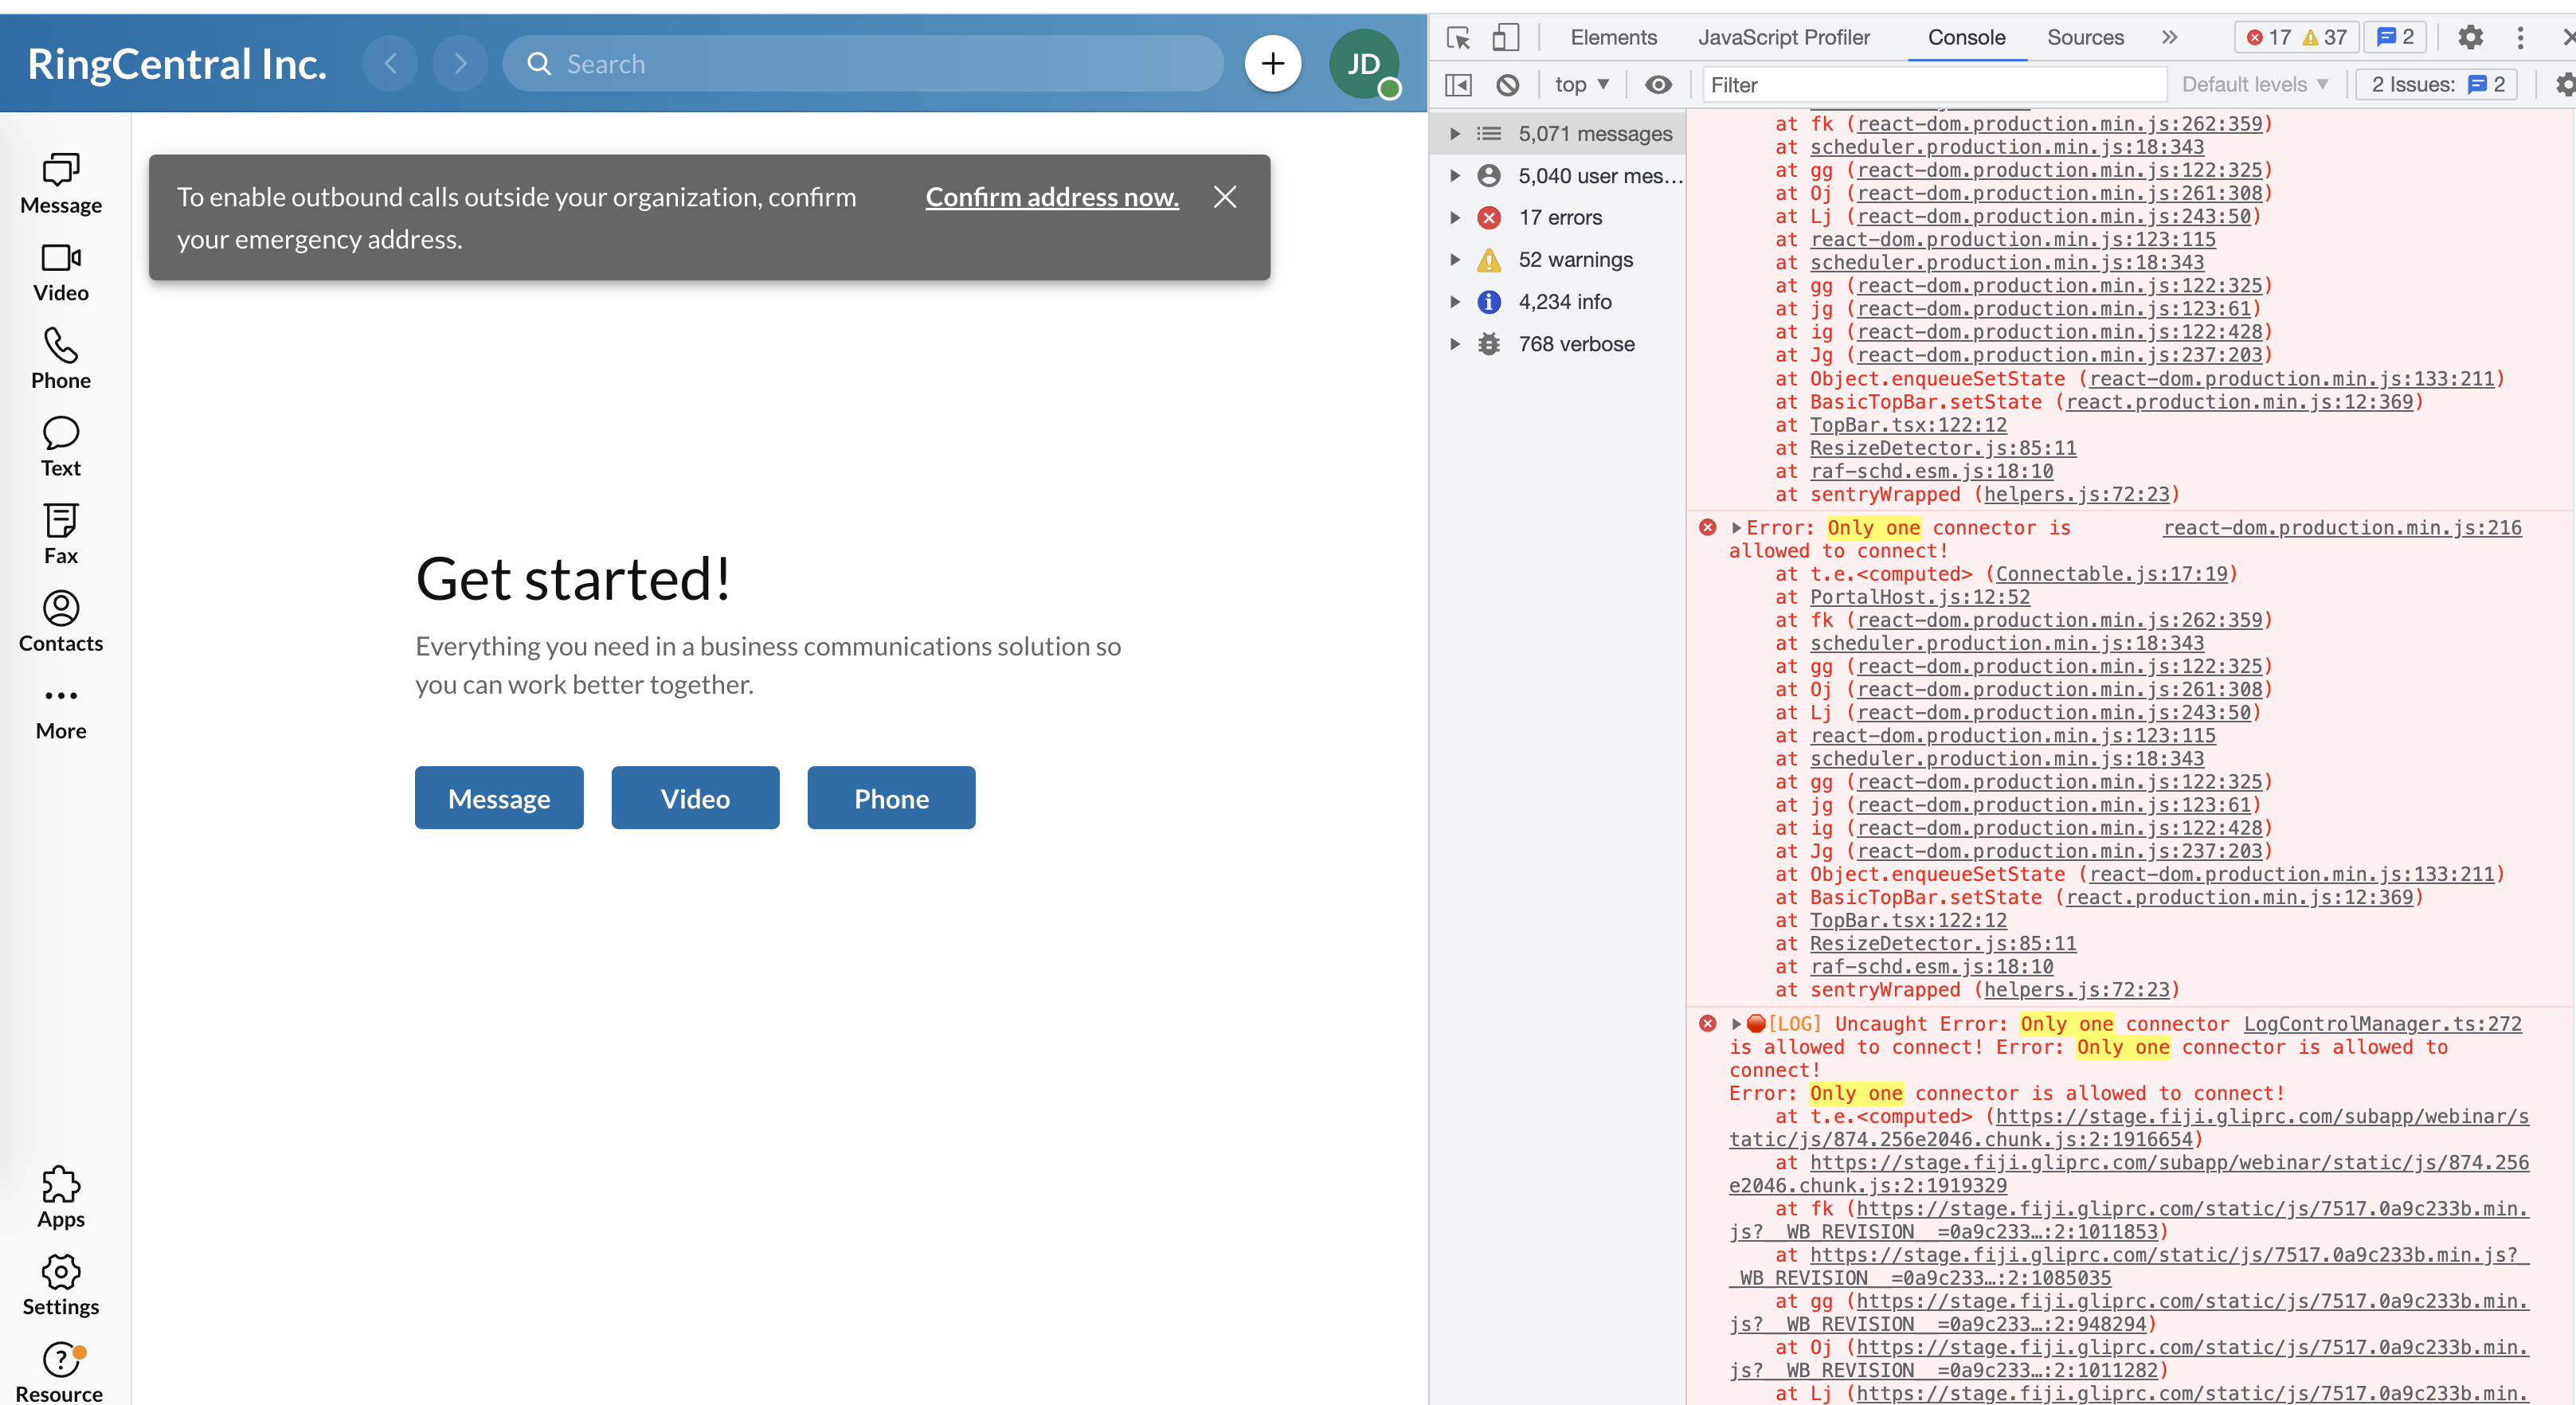 RingCentral Inc.
Search
JD
Message
Video
Phone
Text
Fax
Contacts
More
Apps
Settings
Resource
To enable outbound calls outside your organization, confirm
your emergency address.
Confirm address now.
Get started!
Everything you need in a business communications solution so
you can work better together.
Message Video Phone
Elements JavaScript Profiler Console Sources 17 37 2
top Filter Default levels 2 Issues: 2
5,071 messages
5,040 user mes...
17 errors
52 warnings
4,234 info
768 verbose
at fk (react-dom.production.min.js:262:359)
at scheduler.production.min.js:18:343
at gg (react-dom.production.min.js:122:325)
at Oj (react-dom.production.min.js:261:308)
at Lj (react-dom.production.min.js:243:50)
at react-dom.production.min.js:123:115
at scheduler.production.min.js:18:343
at gg (react-dom.production.min.js:122:325)
at jg (react-dom.production.min.js:123:61)
at ig (react-dom.production.min.js:122:428)
at Jg (react-dom.production.min.js:237:203)
at Object.enqueueSetState (react-dom.production.min.js:133:211)
at BasicTopBar.setState (react.production.min.js:12:369)
at TopBar.tsx:122:12
at ResizeDetector.js:85:11
at raf-schd.esm.js:18:10
at sentryWrapped (helpers.js:72:23)
Error: Only one connector is react-dom.production.min.js:216
allowed to connect!
at t.e.<computed> (Connectable.js:17:19)
at PortalHost.js:12:52
at fk (react-dom.production.min.js:262:359)
at scheduler.production.min.js:18:343
at gg (react-dom.production.min.js:122:325)
at Oj (react-dom.production.min.js:261:308)
at Lj (react-dom.production.min.js:243:50)
at react-dom.production.min.js:123:115
at scheduler.production.min.js:18:343
at gg (react-dom.production.min.js:122:325)
at jg (react-dom.production.min.js:123:61)
at ig (react-dom.production.min.js:122:428)
at Jg (react-dom.production.min.js:237:203)
at Object.enqueueSetState (react-dom.production.min.js:133:211)
at BasicTopBar.setState (react.production.min.js:12:369)
at TopBar.tsx:122:12
at ResizeDetector.js:85:11
at raf-schd.esm.js:18:10
at sentryWrapped (helpers.js:72:23)
[LOG] Uncaught Error: Only one connector LogControlManager.ts:272
is allowed to connect! Error: Only one connector is allowed to
connect!
Error: Only one connector is allowed to connect!
at t.e.<computed> (https://stage.fiji.gliprc.com/subapp/webinar/s
tatic/js/874.256e2046.chunk.js:2:1916654)
at https://stage.fiji.gliprc.com/subapp/webinar/static/js/874.256
e2046.chunk.js:2:1919329
at fk (https://stage.fiji.gliprc.com/static/js/7517.0a9c233b.min.
js?__WB_REVISION__=0a9c233…:2:1011853)
at https://stage.fiji.gliprc.com/static/js/7517.0a9c233b.min.js?_
_WB_REVISION__=0a9c233…:2:1085035
at gg (https://stage.fiji.gliprc.com/static/js/7517.0a9c233b.min.
js?__WB_REVISION__=0a9c233…:2:948294)
at Oj (https://stage.fiji.gliprc.com/static/js/7517.0a9c233b.min.
js?__WB_REVISION__=0a9c233…:2:1011282)
at Lj (https://stage.fiji.gliprc.com/static/js/7517.0a9c233b.min.